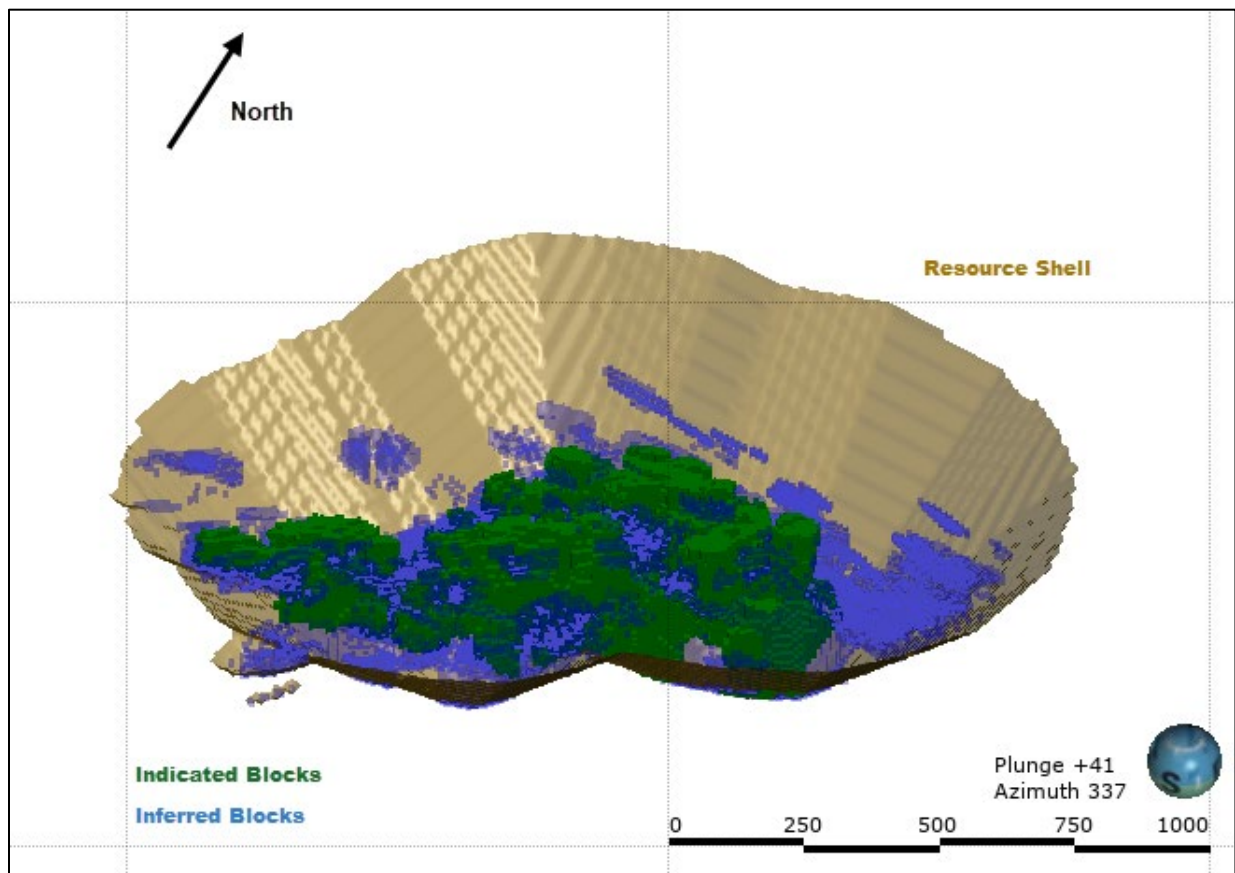 North
Resource Shell
Indicated Blocks
Inferred Blocks
Plunge +41
Azimuth 337
S
0 250 500 750 1000